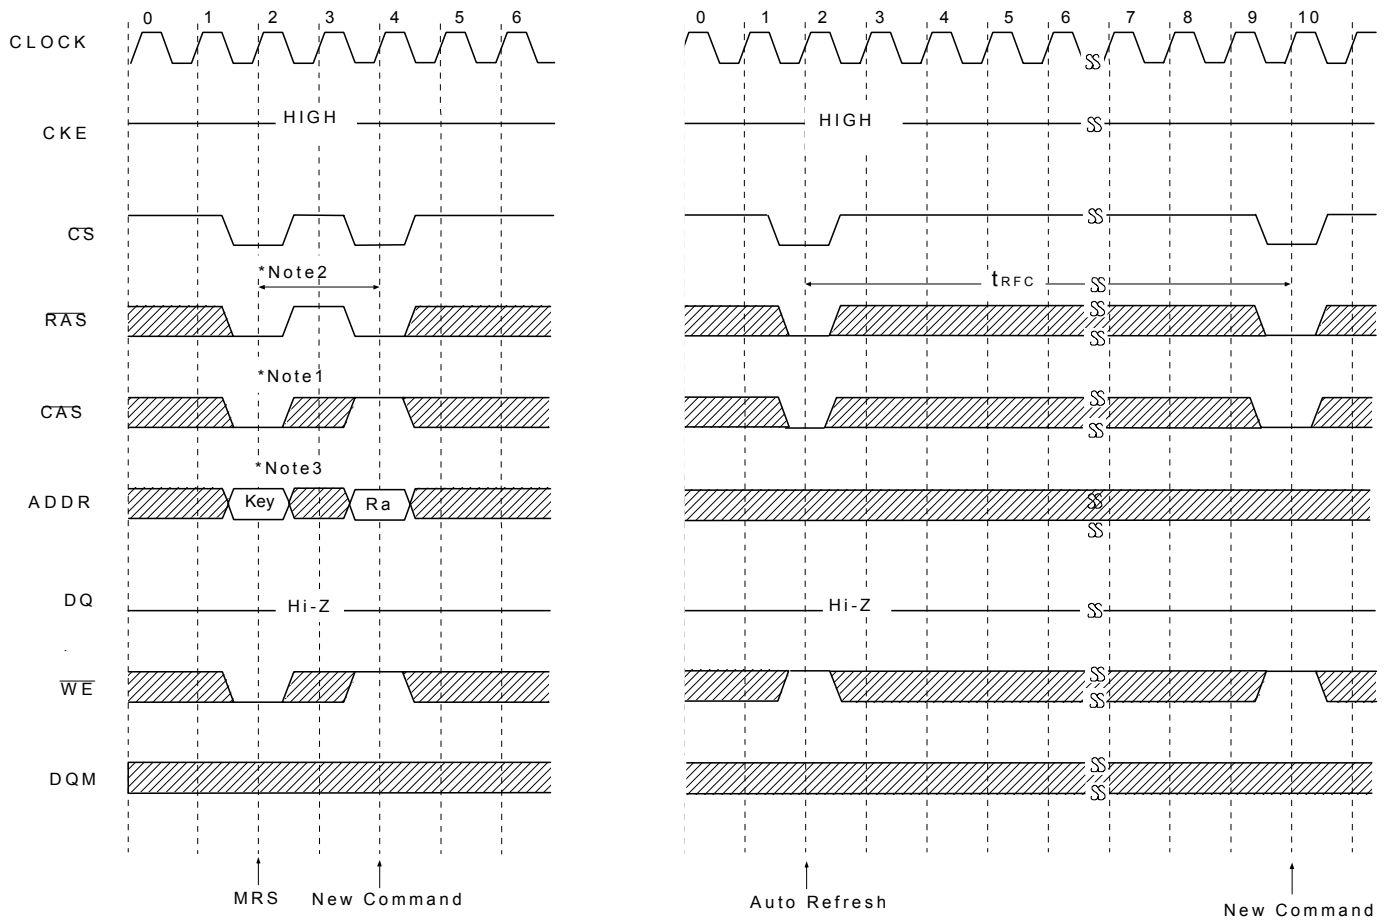 0 1 2 3 4 5 6
0 1 2 3 4 5 6 7 8 9 10
CLOCK
CKE
HIGH
HIGH
CS
*Note2
tRFC
RAS
*Note1
CAS
*Note3
ADDR
Key
Ra
DQ
Hi-Z
Hi-Z
WE
DQM
MRS
New Command
Auto Refresh
New Command